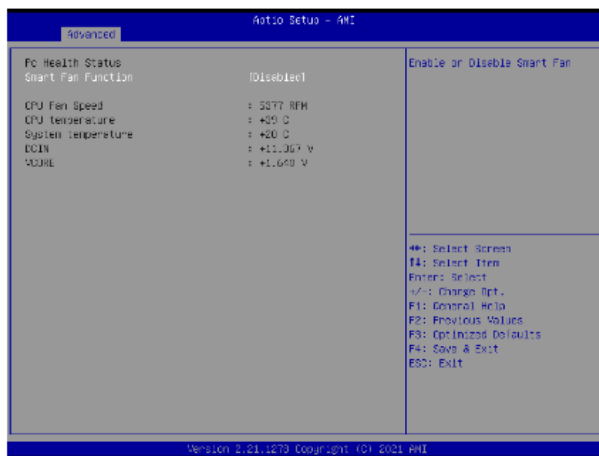 Aptio Setup - AMI
Advanced
Pc Health Status
Smart Fan Function [Disabled]
CPU Fan Speed : 5377 RPM
CPU temperature : +39 C
System temperature : +20 C
DCIN : +11.367 V
VCORE : +1.640 V
Enable or Disable Smart Fan
→←: Select Screen
↑↓: Select Item
Enter: Select
+/-: Change Opt.
F1: General Help
F2: Previous Values
F3: Optimized Defaults
F4: Save & Exit
ESC: Exit
Version 2.21.1278 Copyright (C) 2021 AMI